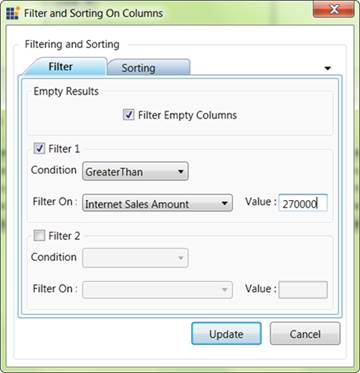 Filter and Sorting On Columns
Filtering and Sorting
Filter Sorting
Empty Results
Filter Empty Columns
Filter 1
Condition GreaterThan
Filter On : Internet Sales Amount Value : 270000
Filter 2
Condition
Filter On : Value :
Update Cancel